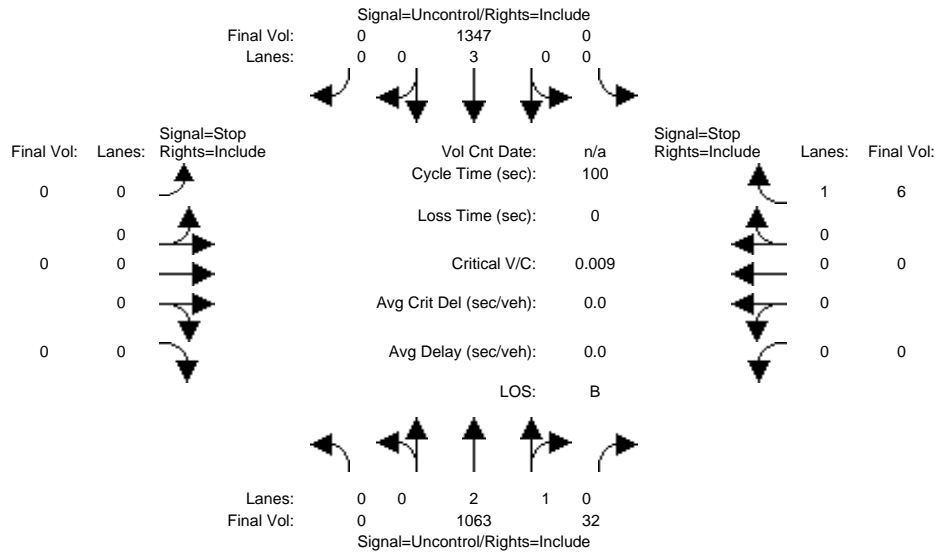 Signal=Uncontrol/Rights=Include
Final Vol: 0 1347 0
Lanes: 0 0 3 0 0
Signal=Stop
Final Vol: Lanes: Rights=Include
Vol Cnt Date: n/a
Signal=Stop
Rights=Include Lanes: Final Vol:
Cycle Time (sec): 100
0 0
1 6
Loss Time (sec): 0
0
0
0 0
Critical V/C: 0.009
0 0
0
Avg Crit Del (sec/veh): 0.0
0
0 0
Avg Delay (sec/veh): 0.0
0 0
LOS: B
Lanes: 0 0 2 1 0
Final Vol: 0 1063 32
Signal=Uncontrol/Rights=Include